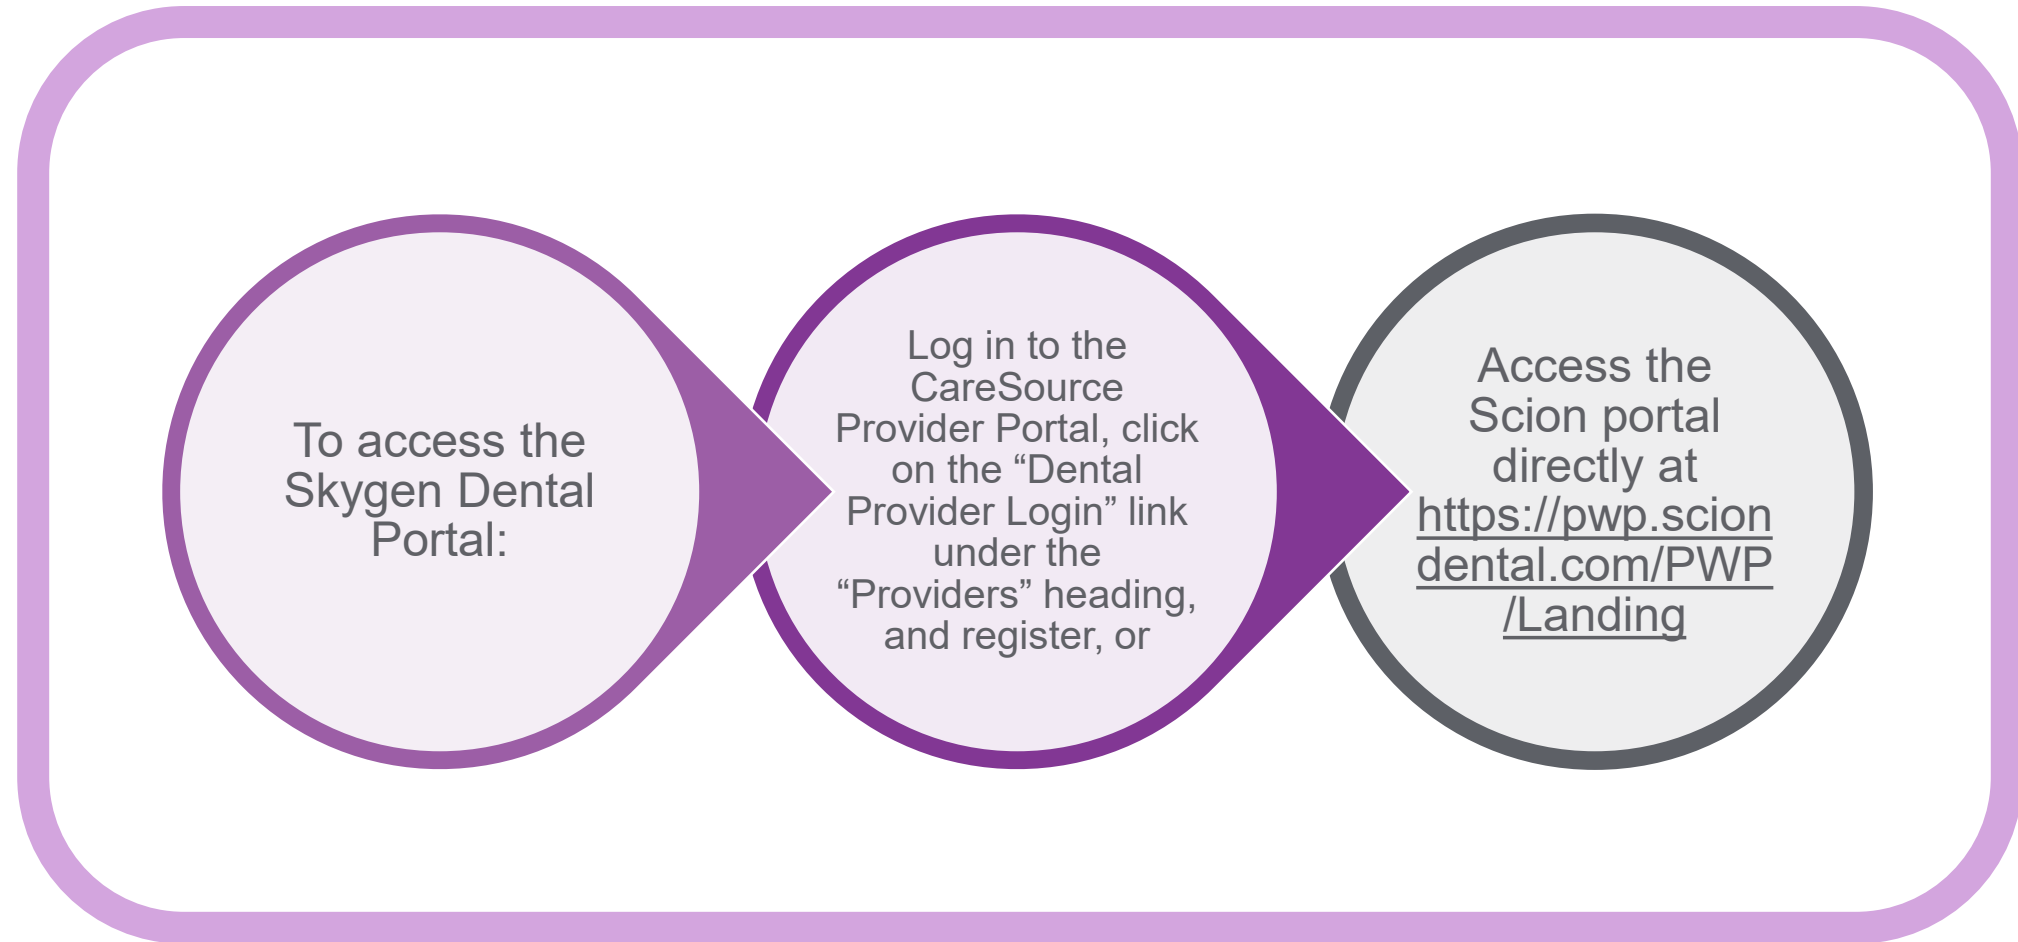 To access the
Skygen Dental
Portal:
Log in to the
CareSource
Provider Portal, click
on the “Dental
Provider Login” link
under the
“Providers” heading,
and register, or
Access the
Scion portal
directly at
https://pwp.scion
dental.com/PWP
/Landing